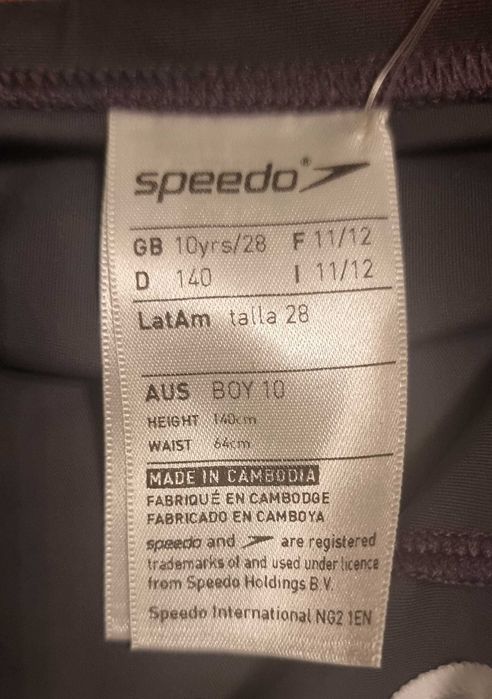 speedo®
GB 10yrs/28 F 11/12
D 140 I 11/12
LatAm talla 28
AUS BOY 10
HEIGHT 140cm
WAIST 64cm
MADE IN CAMBODIA
FABRIQUÉ EN CAMBODGE
FABRICADO EN CAMBOYA
speedo and are registered
trademarks of and used under licence
from Speedo Holdings B.V.
Speedo International NG2 1EN